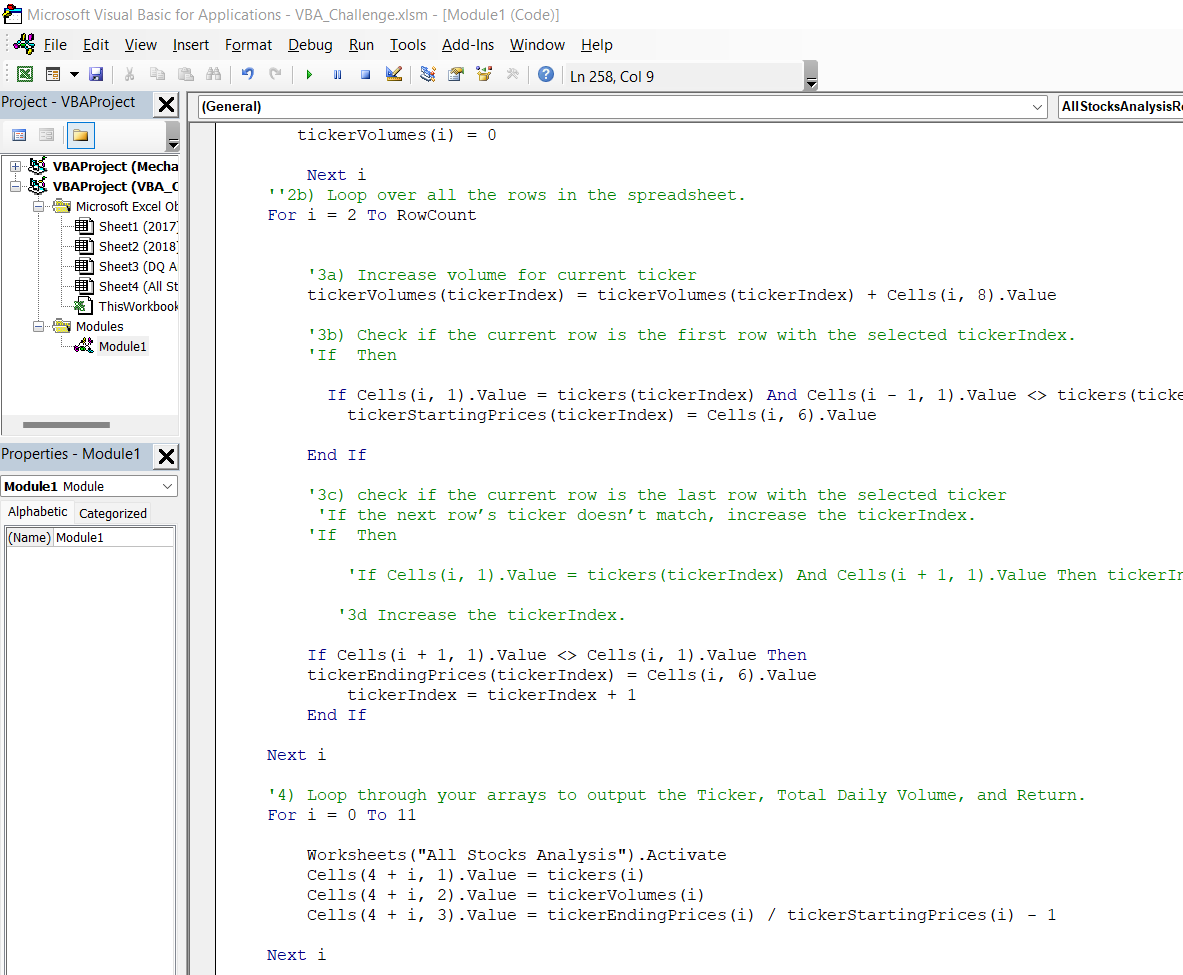 Microsoft Visual Basic for Applications - VBA_Challenge.xlsm - [Module1 (Code)]
File Edit View Insert Format Debug Run Tools Add-Ins Window Help
Ln 258, Col 9
Project - VBAProject
VBAProject (Mecha
VBAProject (VBA_C
Microsoft Excel Ob
Sheet1 (2017)
Sheet2 (2018)
Sheet3 (DQ A
Sheet4 (All St
ThisWorkbook
Modules
Module1
Properties - Module1
Module1 Module
Alphabetic Categorized
(Name) Module1
(General) AllStocksAnalysisRe
tickerVolumes(i) = 0
Next i
''2b) Loop over all the rows in the spreadsheet.
For i = 2 To RowCount
'3a) Increase volume for current ticker
tickerVolumes(tickerIndex) = tickerVolumes(tickerIndex) + Cells(i, 8).Value
'3b) Check if the current row is the first row with the selected tickerIndex.
'If  Then
If Cells(i, 1).Value = tickers(tickerIndex) And Cells(i - 1, 1).Value <> tickers(ticke
tickerStartingPrices(tickerIndex) = Cells(i, 6).Value
End If
'3c) check if the current row is the last row with the selected ticker
'If the next row’s ticker doesn’t match, increase the tickerIndex.
'If  Then
'If Cells(i, 1).Value = tickers(tickerIndex) And Cells(i + 1, 1).Value Then tickerIn
'3d Increase the tickerIndex.
If Cells(i + 1, 1).Value <> Cells(i, 1).Value Then
tickerEndingPrices(tickerIndex) = Cells(i, 6).Value
tickerIndex = tickerIndex + 1
End If
Next i
'4) Loop through your arrays to output the Ticker, Total Daily Volume, and Return.
For i = 0 To 11
Worksheets("All Stocks Analysis").Activate
Cells(4 + i, 1).Value = tickers(i)
Cells(4 + i, 2).Value = tickerVolumes(i)
Cells(4 + i, 3).Value = tickerEndingPrices(i) / tickerStartingPrices(i) - 1
Next i